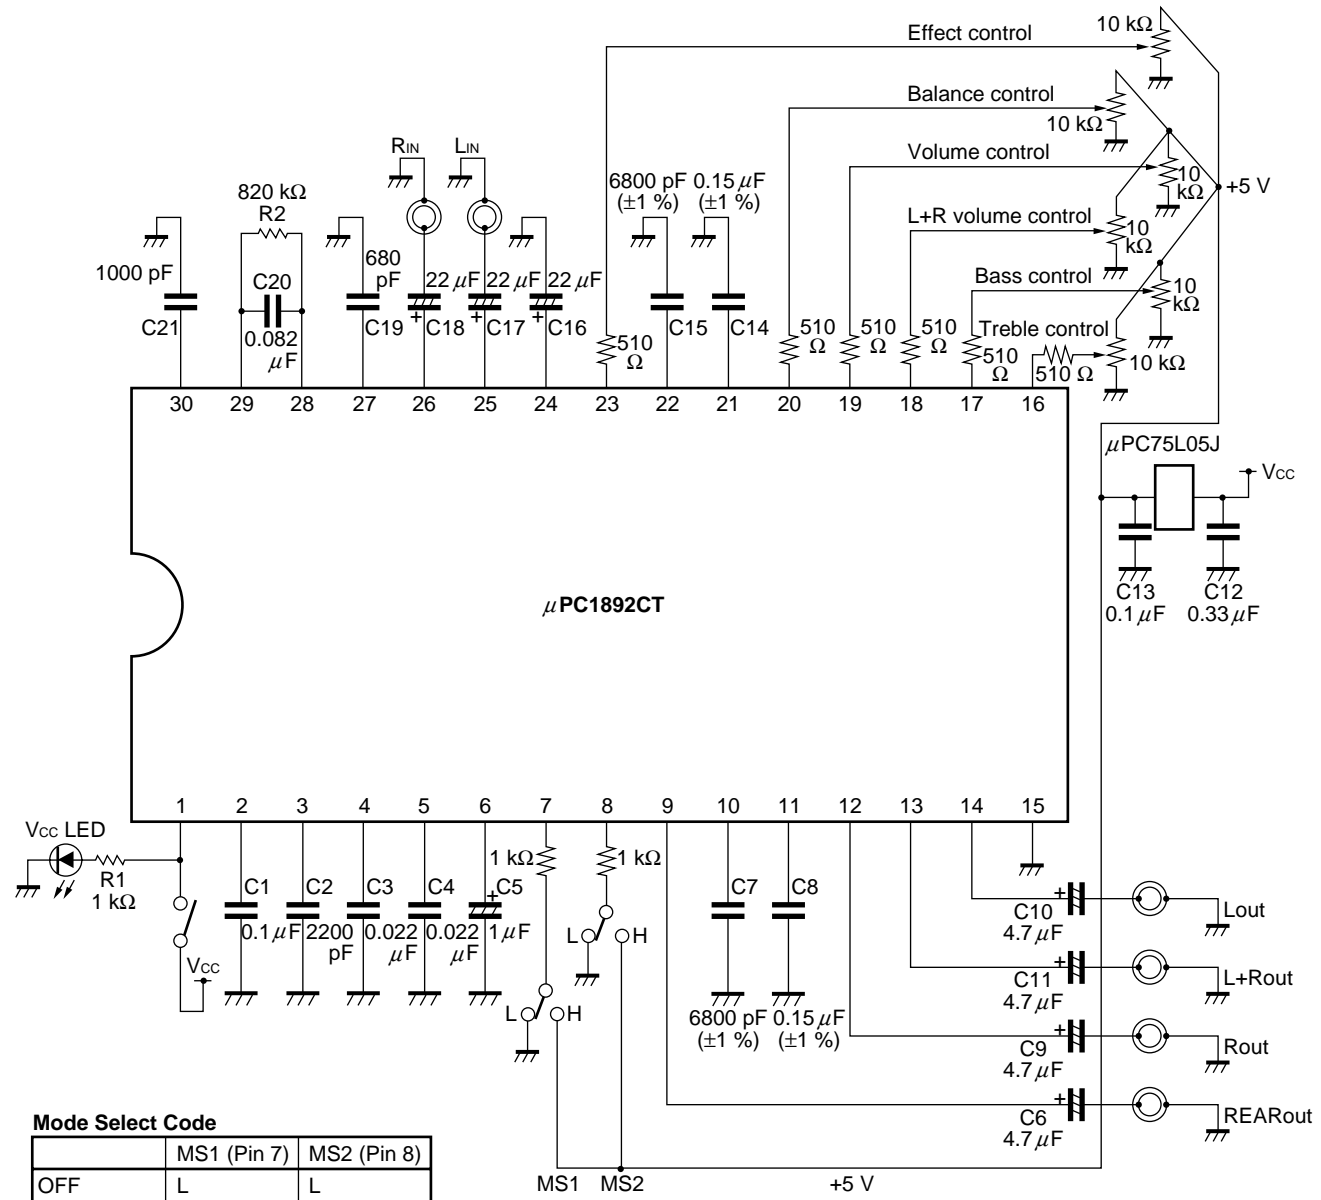 Effect control
10 kΩ
Balance control
10 kΩ
Volume control
10
kΩ
+5 V
L+R volume control
10
kΩ
Bass control
10
kΩ
Treble control
510 Ω
10 kΩ
RIN
LIN
820 kΩ
R2
6800 pF
(±1 %)
0.15 μF
(±1 %)
1000 pF
C21
C20
0.082
μF
680
pF
C19
22 μF
C18
+
22 μF
C17
+
22 μF
C16
+
510
Ω
C15
C14
510
Ω
510
Ω
510
Ω
510
Ω
30 29 28 27 26 25 24 23 22 21 20 19 18 17 16
μPC75L05J
VCC
C13
0.1 μF
C12
0.33 μF
μPC1892CT
1 2 3 4 5 6 7 8 9 10 11 12 13 14 15
VCC LED
R1
1 kΩ
VCC
C1
0.1 μF
C2
2200
pF
C3
0.022
μF
C4
0.022
μF
+
C5
1 μF
1 kΩ
1 kΩ
L H
L H
C7
6800 pF
(±1 %)
C8
0.15 μF
(±1 %)
+
C10
4.7 μF
Lout
+
C11
4.7 μF
L+Rout
+
C9
4.7 μF
Rout
+
C6
4.7 μF
REARout
MS1 MS2 +5 V
Mode Select Code
MS1 (Pin 7) MS2 (Pin 8)
OFF L L